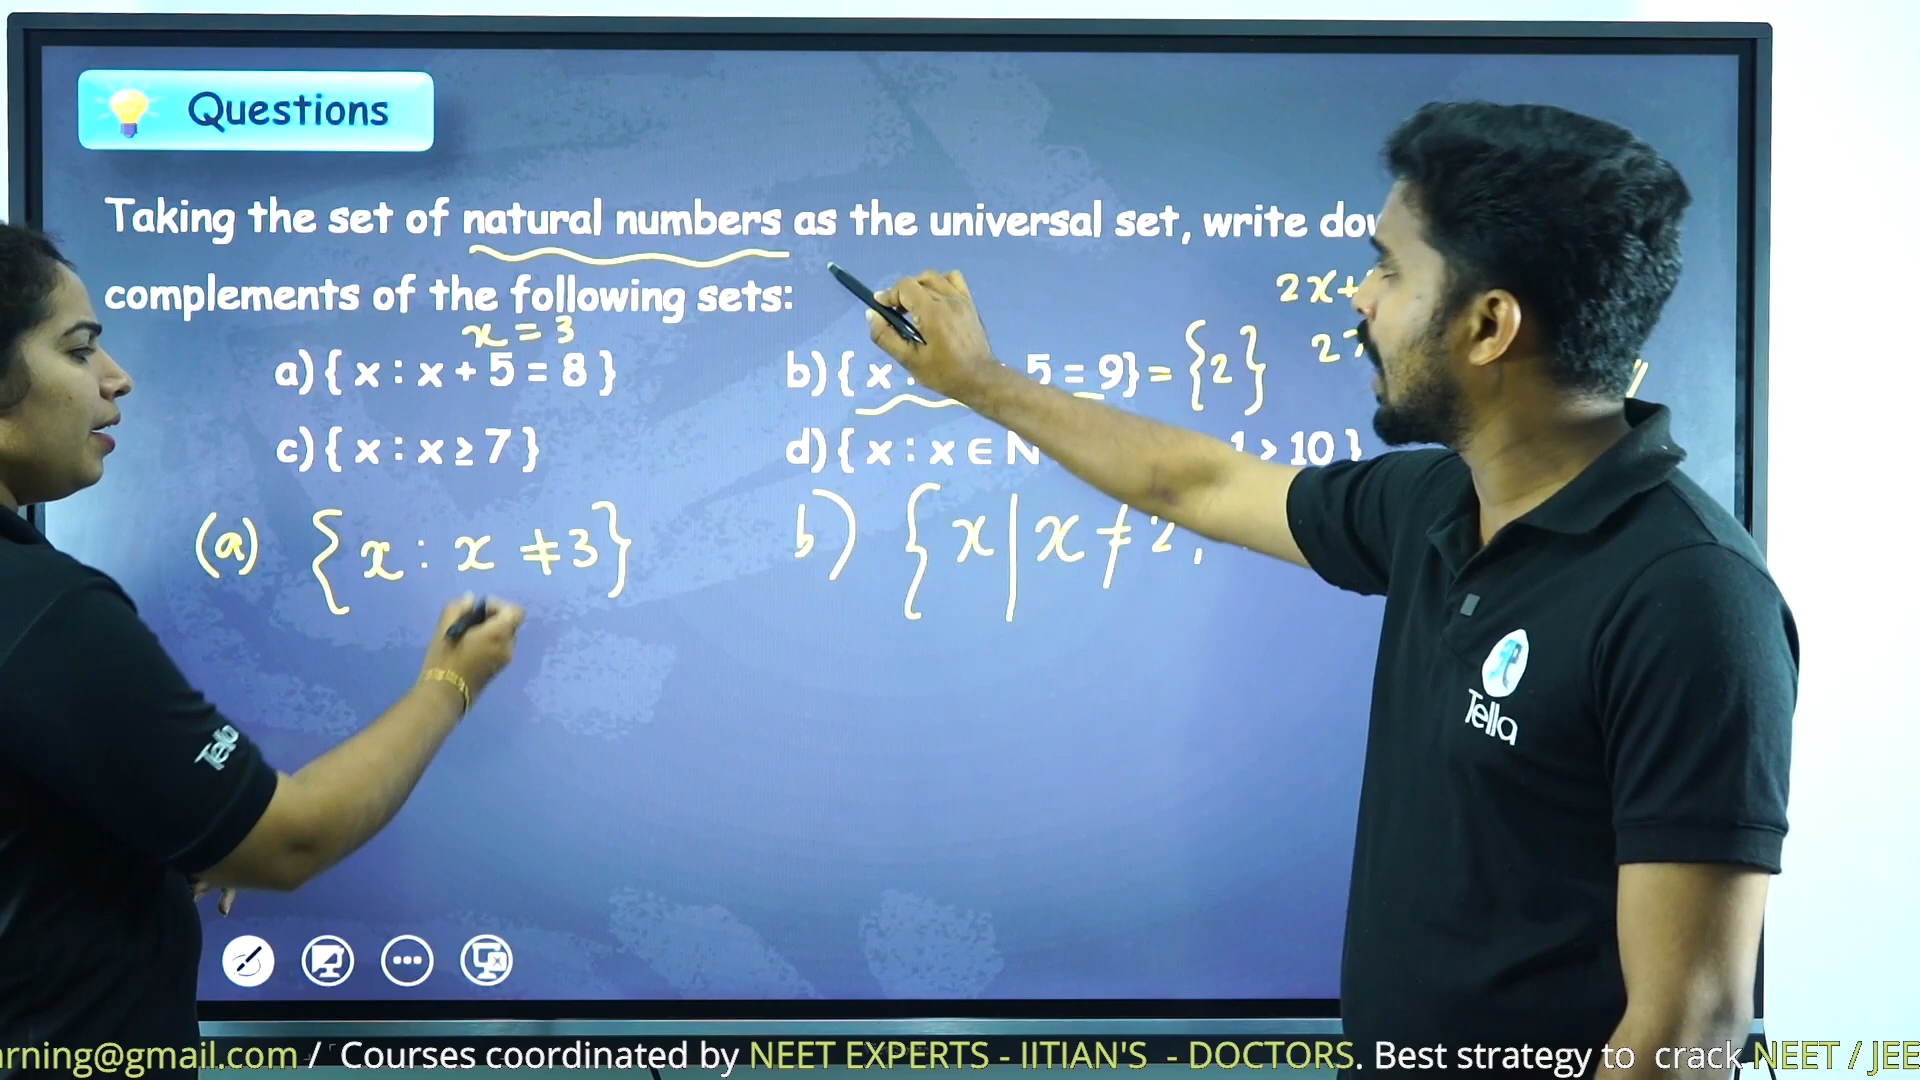 Questions
Taking the set of natural numbers as the universal set, write
complements of the following sets:
x = 3
2x+
a) { x : x + 5 = 8 }
b) { x : 5 = 9} = {2}
c) { x : x ≥ 7 }
d) { x : x ∈ N 1 > 10 }
(a) { x : x ≠ 3 }
b) { x | x ≠ 2,
Tella
Tella
@gmail.com / Courses coordinated by NEET EXPERTS - IITIAN'S - DOCTORS. Best strategy to crack NEET / JEE